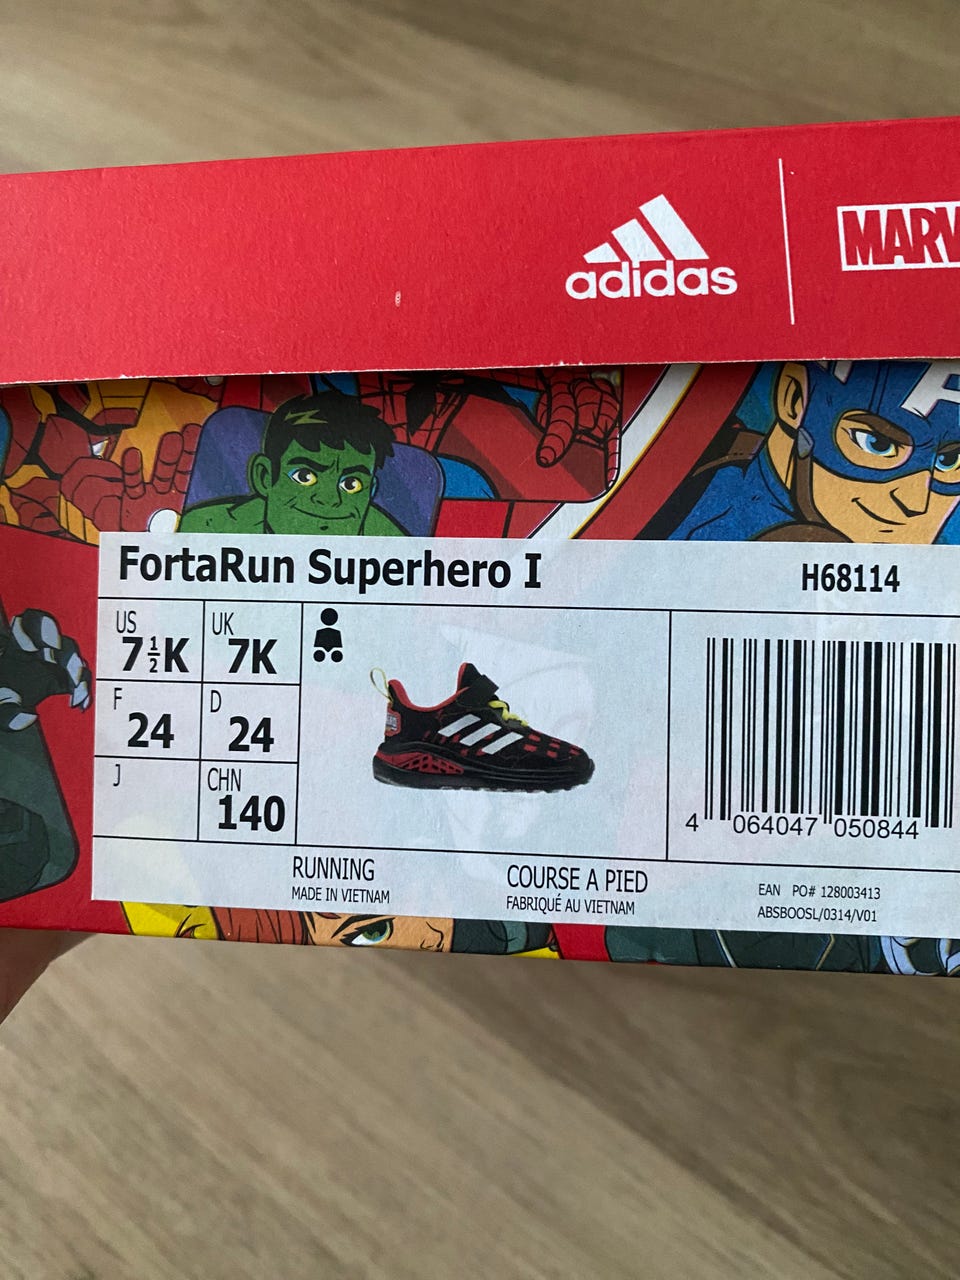 adidas
MARV
FortaRun Superhero I
H68114
US
7½K
UK
7K
F
24
D
24
J
CHN
140
4 064047 050844
RUNNING
MADE IN VIETNAM
COURSE A PIED
FABRIQUÉ AU VIETNAM
EAN PO# 128003413
ABSBOOSL/0314/V01